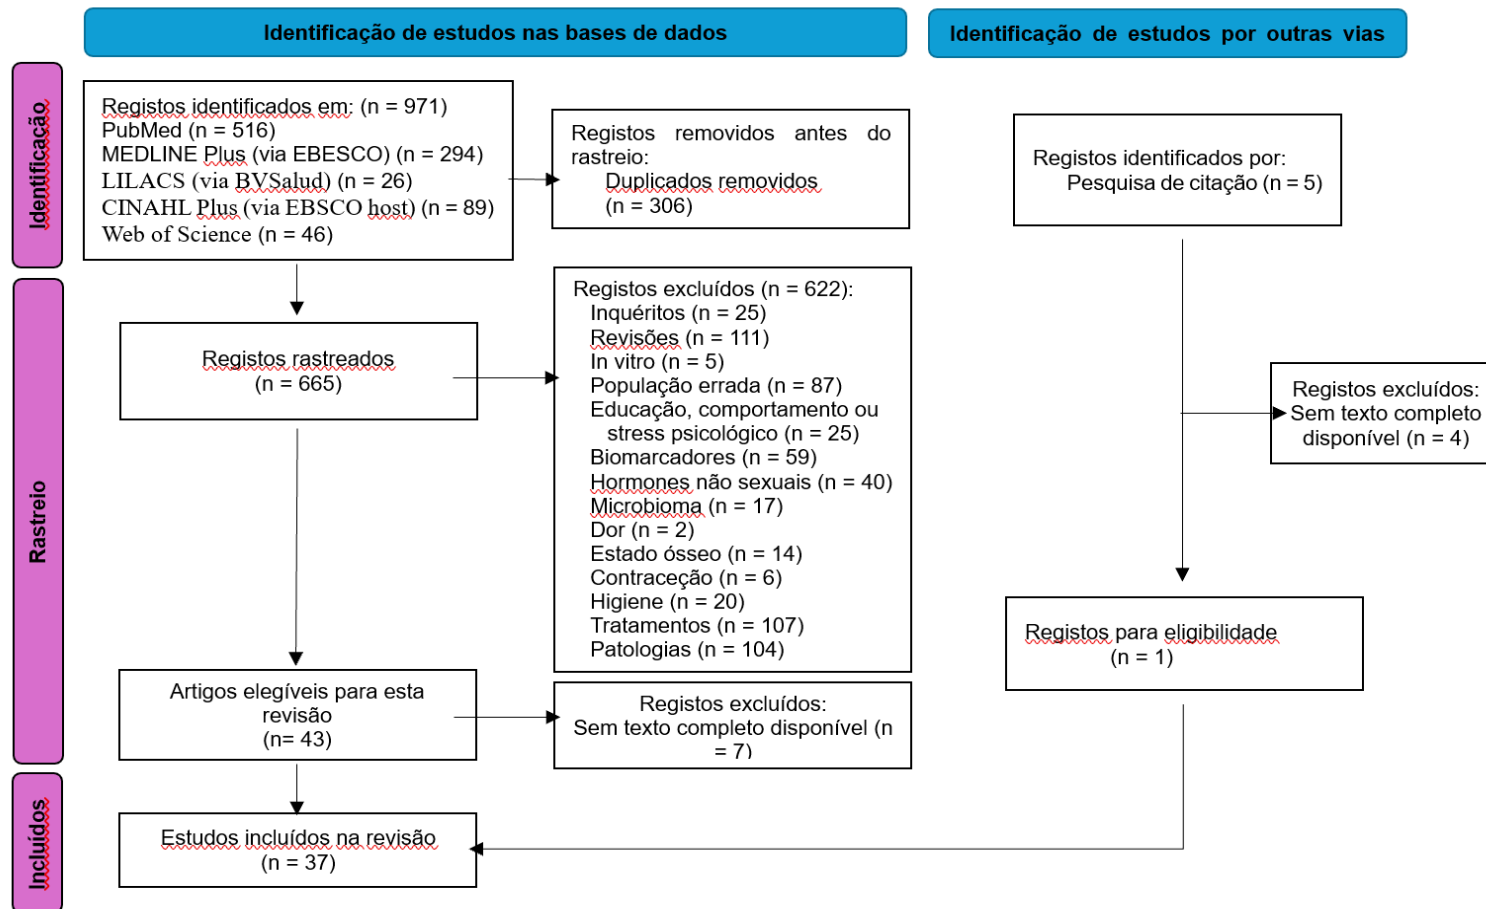 Identificação de estudos nas bases de dados
Identificação de estudos por outras vias
Identificação
Registos identificados em: (n = 971)
PubMed (n = 516)
MEDLINE Plus (via EBESCO) (n = 294)
LILACS (via BVSalud) (n = 26)
CINAHL Plus (via EBSCO host) (n = 89)
Web of Science (n = 46)
Registos removidos antes do
rastreio:
Duplicados removidos
(n = 306)
Registos identificados por:
Pesquisa de citação (n = 5)
Rastreio
Registos rastreados
(n = 665)
Registos excluídos (n = 622):
Inquéritos (n = 25)
Revisões (n = 111)
In vitro (n = 5)
População errada (n = 87)
Educação, comportamento ou
stress psicológico (n = 25)
Biomarcadores (n = 59)
Hormones não sexuais (n = 40)
Microbioma (n = 17)
Dor (n = 2)
Estado ósseo (n = 14)
Contraceção (n = 6)
Higiene (n = 20)
Tratamentos (n = 107)
Patologias (n = 104)
Registos excluídos:
Sem texto completo
disponível (n = 4)
Artigos elegíveis para esta
revisão
(n= 43)
Registos excluídos:
Sem texto completo disponível (n
= 7)
Registos para eligibilidade
(n = 1)
Incluídos
Estudos incluídos na revisão
(n = 37)